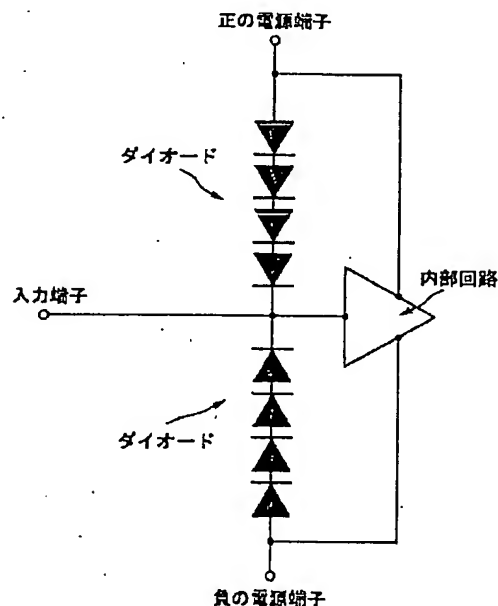 正の電源端子
ダイオード
内部回路
入力端子
ダイオード
負の電源端子